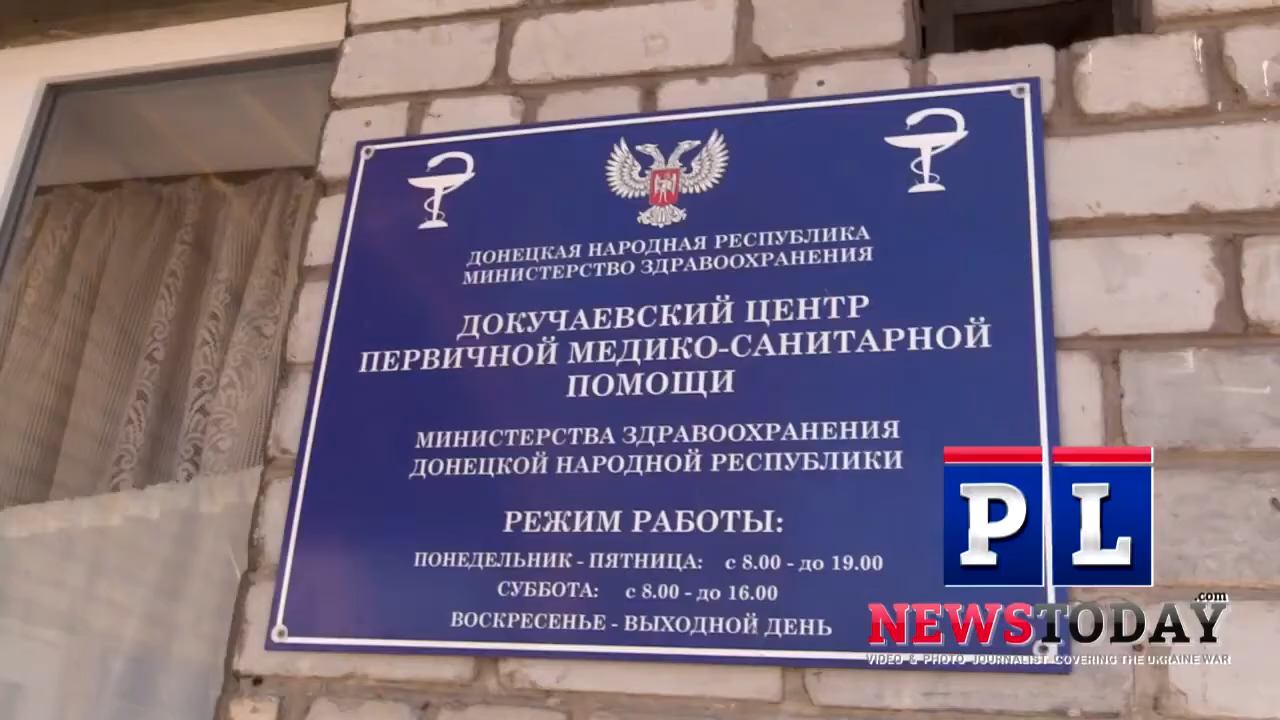 ДОНЕЦКАЯ НАРОДНАЯ РЕСПУБЛИКА
МИНИСТЕРСТВО ЗДРАВООХРАНЕНИЯ
ДОКУЧАЕВСКИЙ ЦЕНТР
ПЕРВИЧНОЙ МЕДИКО-САНИТАРНОЙ
ПОМОЩИ
МИНИСТЕРСТВА ЗДРАВООХРАНЕНИЯ
ДОНЕЦКОЙ НАРОДНОЙ РЕСПУБЛИКИ
РЕЖИМ РАБОТЫ:
ПОНЕДЕЛЬНИК - ПЯТНИЦА: с 8.00 - до 19.00
СУББОТА: с 8.00 - до 16.00
ВОСКРЕСЕНЬЕ - ВЫХОДНОЙ ДЕНЬ
PL
NEWSTODAY.com
VIDEO & PHOTO JOURNALIST COVERING THE UKRAINE WAR